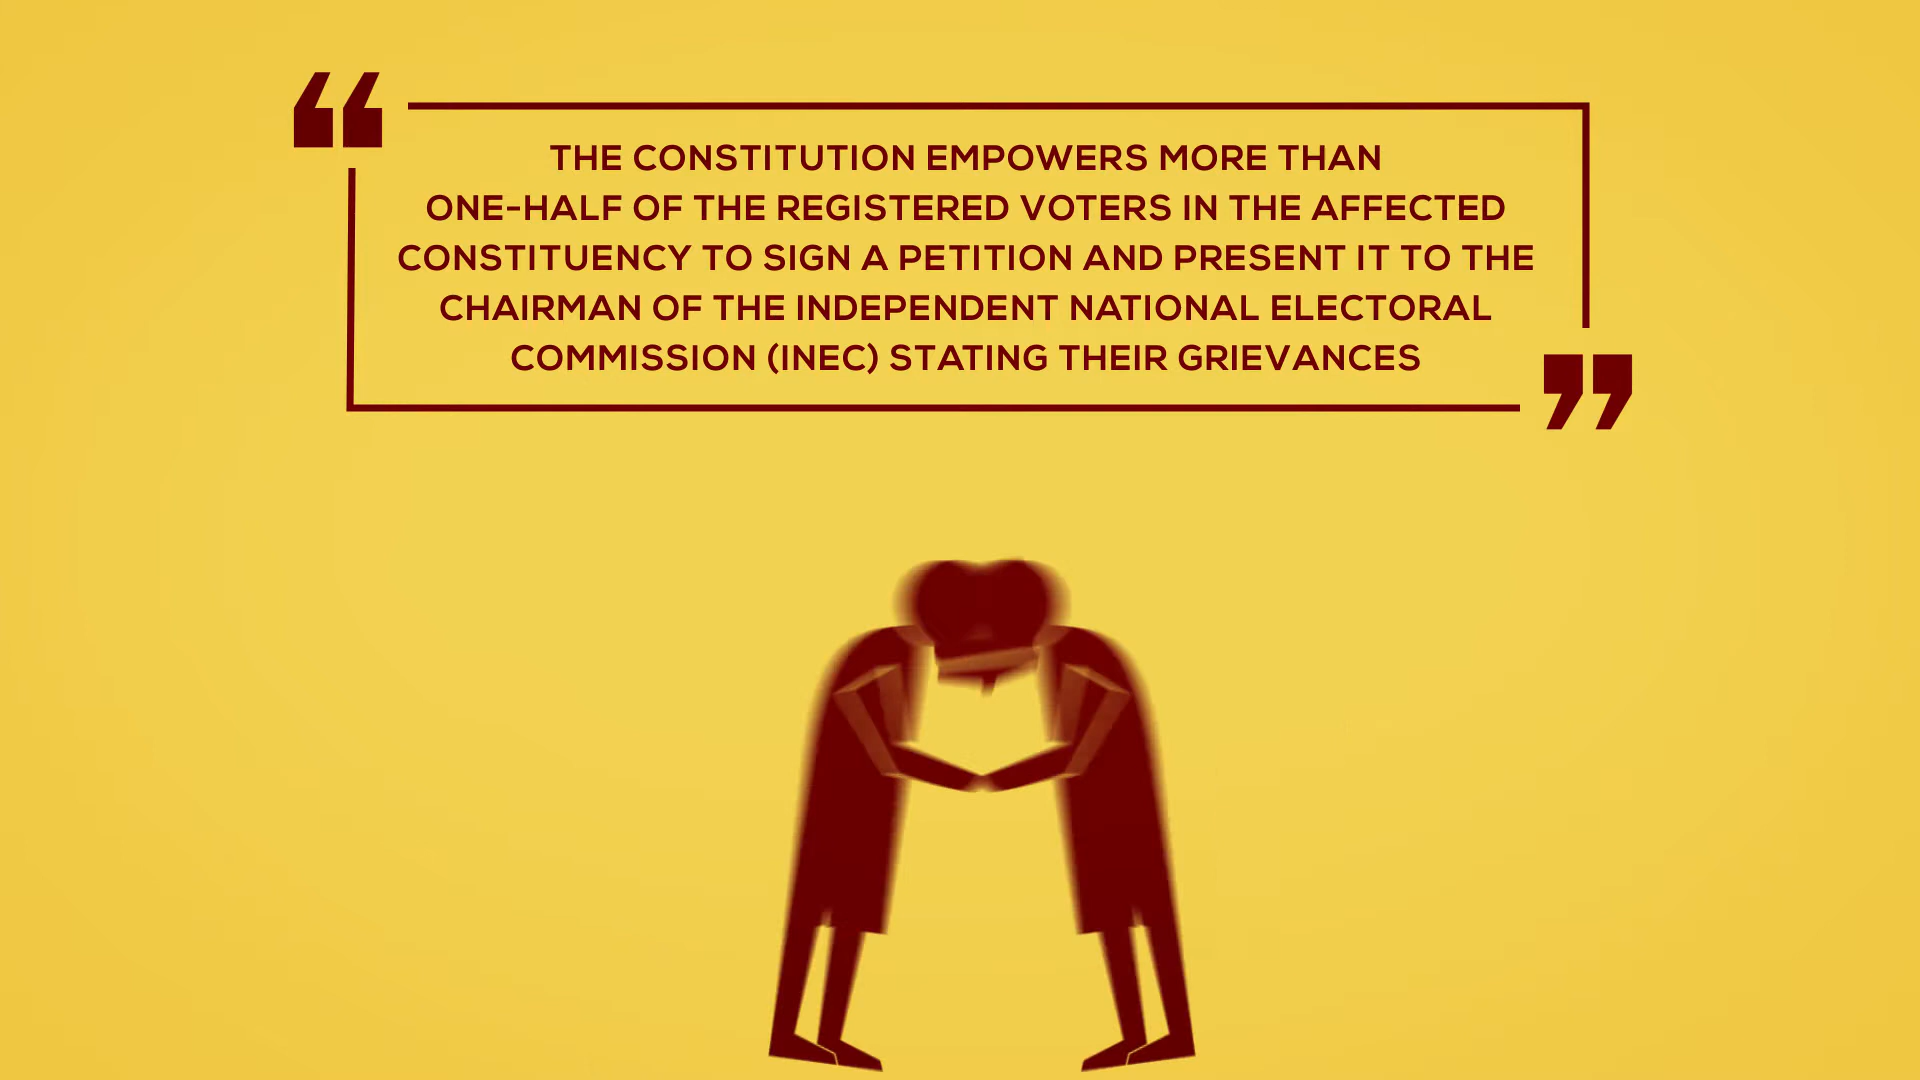 THE CONSTITUTION EMPOWERS MORE THAN
ONE-HALF OF THE REGISTERED VOTERS IN THE AFFECTED
CONSTITUENCY TO SIGN A PETITION AND PRESENT IT TO THE
CHAIRMAN OF THE INDEPENDENT NATIONAL ELECTORAL
COMMISSION (INEC) STATING THEIR GRIEVANCES